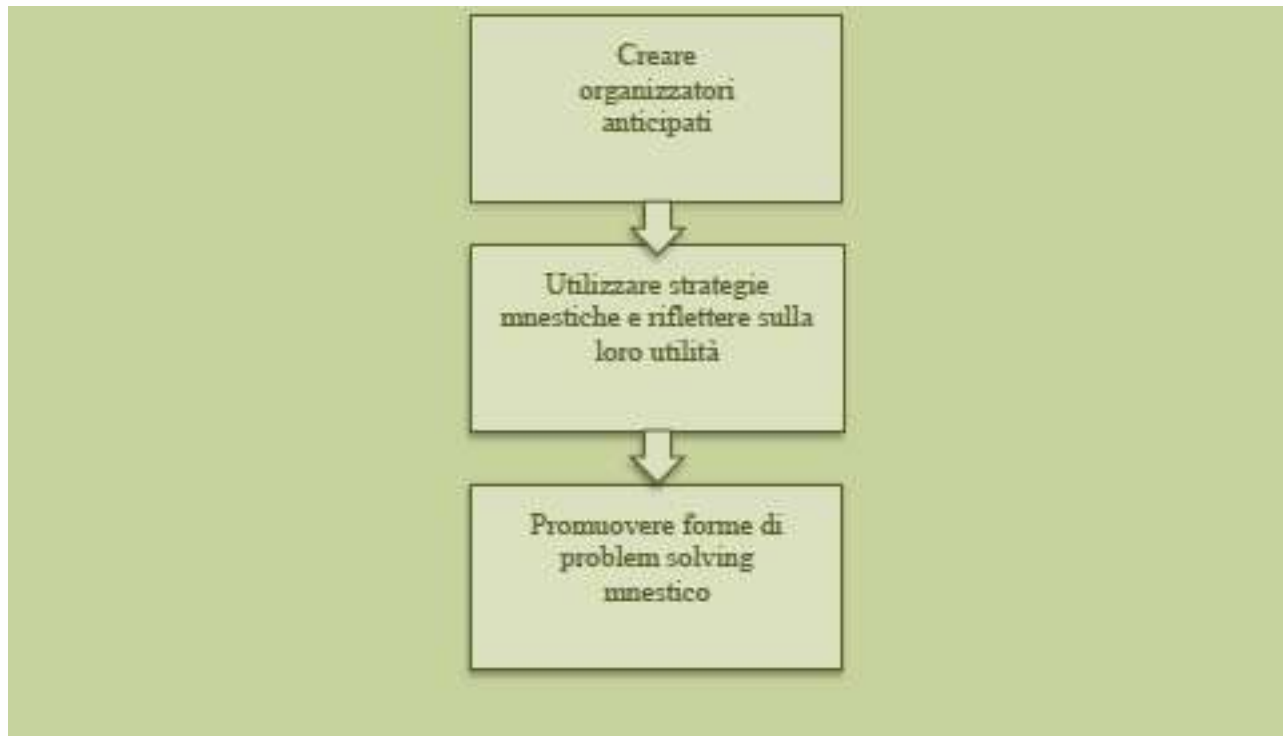 Creare
organizzatori
anticipati
Utilizzare strategie
mnestiche e riflettere sulla
loro utilità
Promuovere forme di
problem solving
mnestico